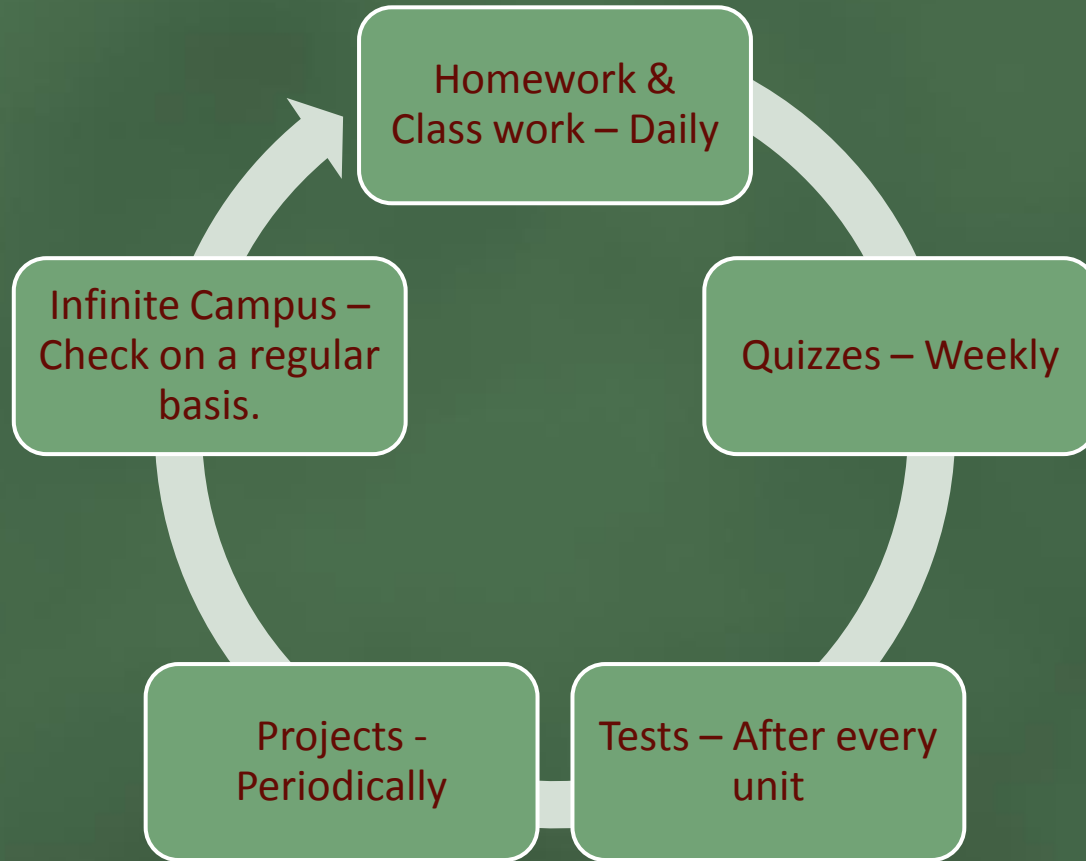 Homework &
Class work – Daily
Quizzes – Weekly
Tests – After every
unit
Projects -
Periodically
Infinite Campus –
Check on a regular
basis.